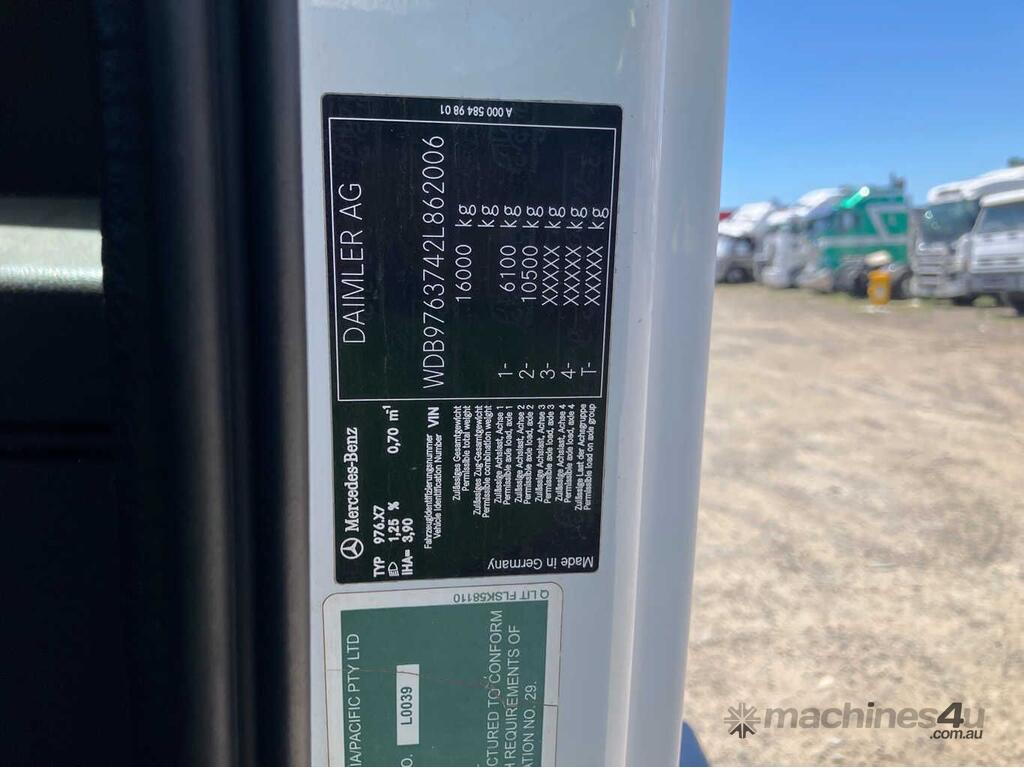 A 000 584 98 01
Mercedes-Benz
DAIMLER AG
TYP 976.X7
1,25 % 0,70 m⁻¹
IHA= 3,90
Fahrzeugidentifizierungsnummer
Vehicle Identification Number VIN WDB9763742L862006
Zulässiges Gesamtgewicht
Permissible total weight 16000 kg
Zulässiges Zug-Gesamtgewicht
Permissible combination weight kg
Zulässige Achslast, Achse 1
Permissible axle load, axle 1 1- 6100 kg
Zulässige Achslast, Achse 2
Permissible axle load, axle 2 2- 10500 kg
Zulässige Achslast, Achse 3
Permissible axle load, axle 3 3- XXXXX kg
Zulässige Achslast, Achse 4
Permissible axle load, axle 4 4- XXXXX kg
Zulässige Last der Achsgruppe
Permissible load on axle group T- XXXXX kg
Made in Germany
Q LIT FLSK58110
IA/PACIFIC PTY LTD
O. L0039
CTURED TO CONFORM
H REQUIREMENTS OF
ATION NO. 29.
machines4u
.com.au